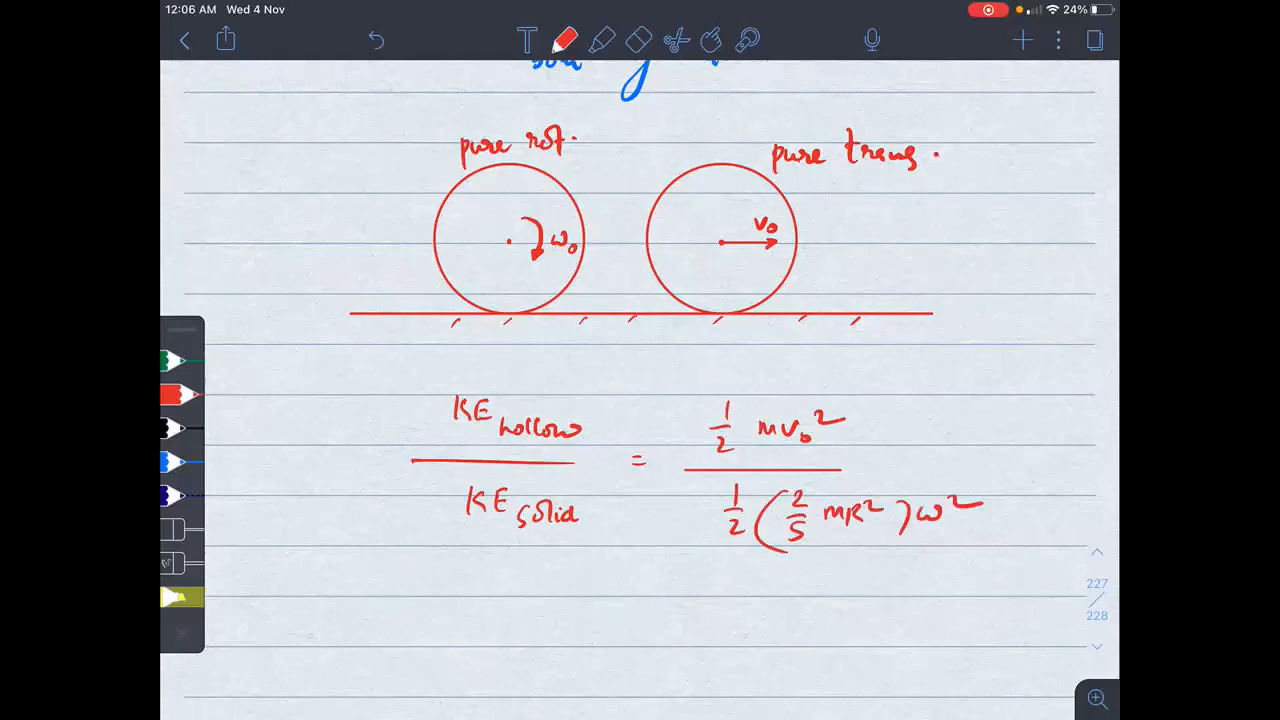 12:06 AM Wed 4 Nov 24%
T
pure rot.
pure trans.
ω₀
v₀
KE hollow / KE solid = ½ mv₀² / ½ (⅖ mR²) ω²
227
228